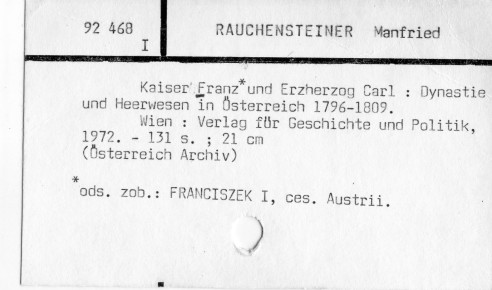 92 468
I
RAUCHENSTEINER Manfried
Kaiser Franz* und Erzherzog Carl : Dynastie
und Heerwesen in Österreich 1796-1809.
Wien : Verlag für Geschichte und Politik,
1972. - 131 s. ; 21 cm
(Österreich Archiv)
*
ods. zob.: FRANCISZEK I, ces. Austrii.